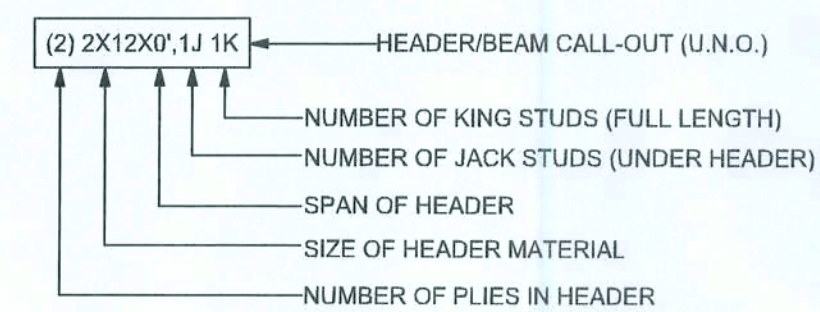 (2) 2X12X0',1J 1K
HEADER/BEAM CALL-OUT (U.N.O.)
NUMBER OF KING STUDS (FULL LENGTH)
NUMBER OF JACK STUDS (UNDER HEADER)
SPAN OF HEADER
SIZE OF HEADER MATERIAL
NUMBER OF PLIES IN HEADER